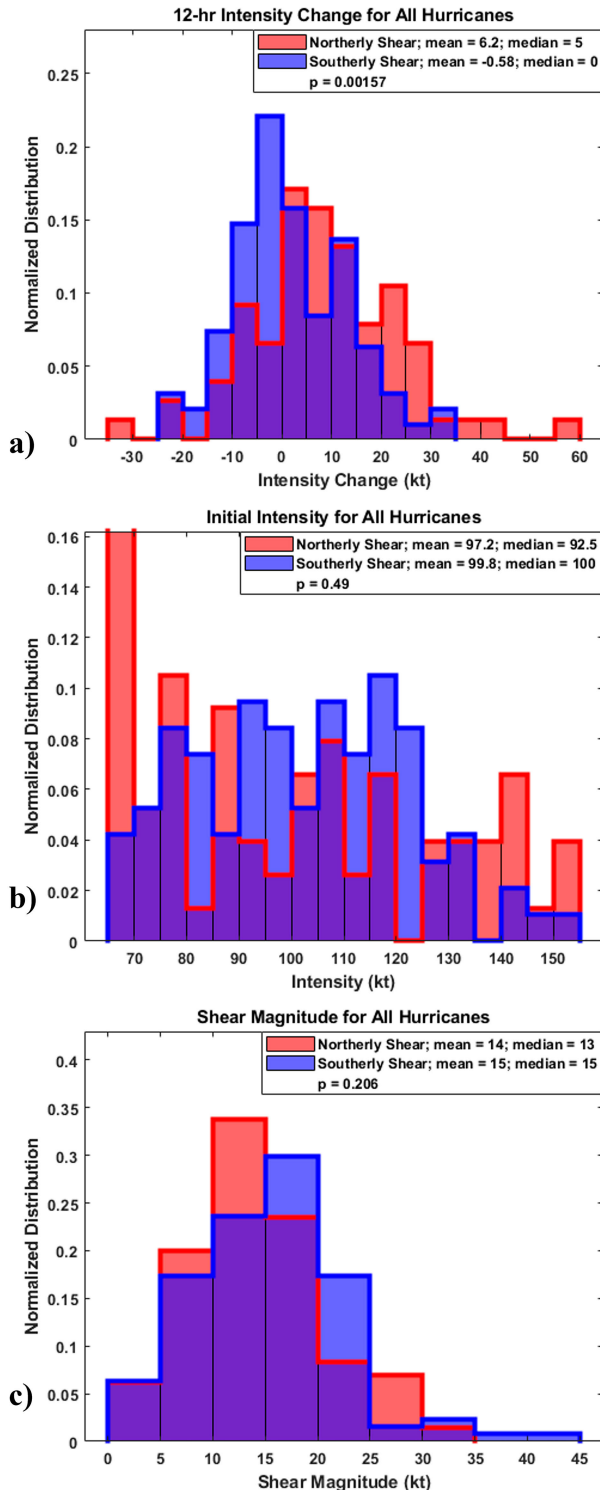 12-hr Intensity Change for All Hurricanes
Northerly Shear; mean = 6.2; median = 5
Southerly Shear; mean = -0.58; median = 0
p = 0.00157
0.25
0.2
0.15
0.1
0.05
0
Normalized Distribution
-30 -20 -10 0 10 20 30 40 50 60
Intensity Change (kt)
a)
Initial Intensity for All Hurricanes
Northerly Shear; mean = 97.2; median = 92.5
Southerly Shear; mean = 99.8; median = 100
p = 0.49
0.16
0.14
0.12
0.1
0.08
0.06
0.04
0.02
0
Normalized Distribution
70 80 90 100 110 120 130 140 150
Intensity (kt)
b)
Shear Magnitude for All Hurricanes
Northerly Shear; mean = 14; median = 13
Southerly Shear; mean = 15; median = 15
p = 0.206
0.4
0.35
0.3
0.25
0.2
0.15
0.1
0.05
0
Normalized Distribution
0 5 10 15 20 25 30 35 40 45
Shear Magnitude (kt)
c)